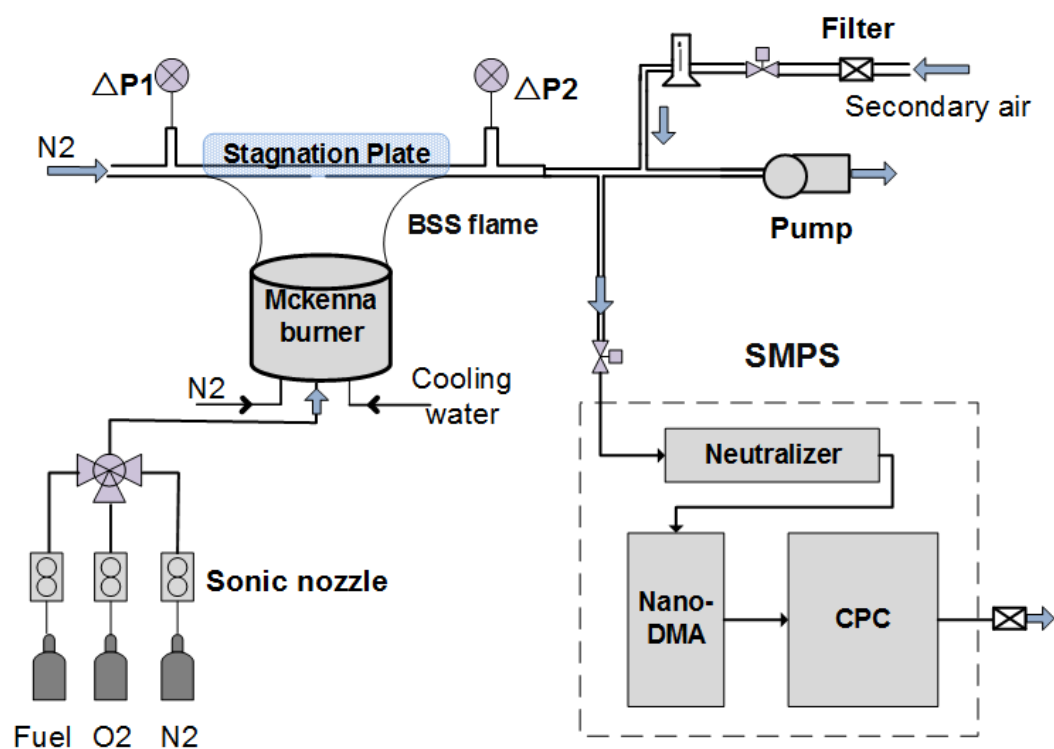 Filter
△P1
△P2
Secondary air
N2
Stagnation Plate
BSS flame
Pump
Mckenna
burner
SMPS
N2
Cooling
water
Neutralizer
Sonic nozzle
Nano-
DMA
CPC
Fuel
O2
N2